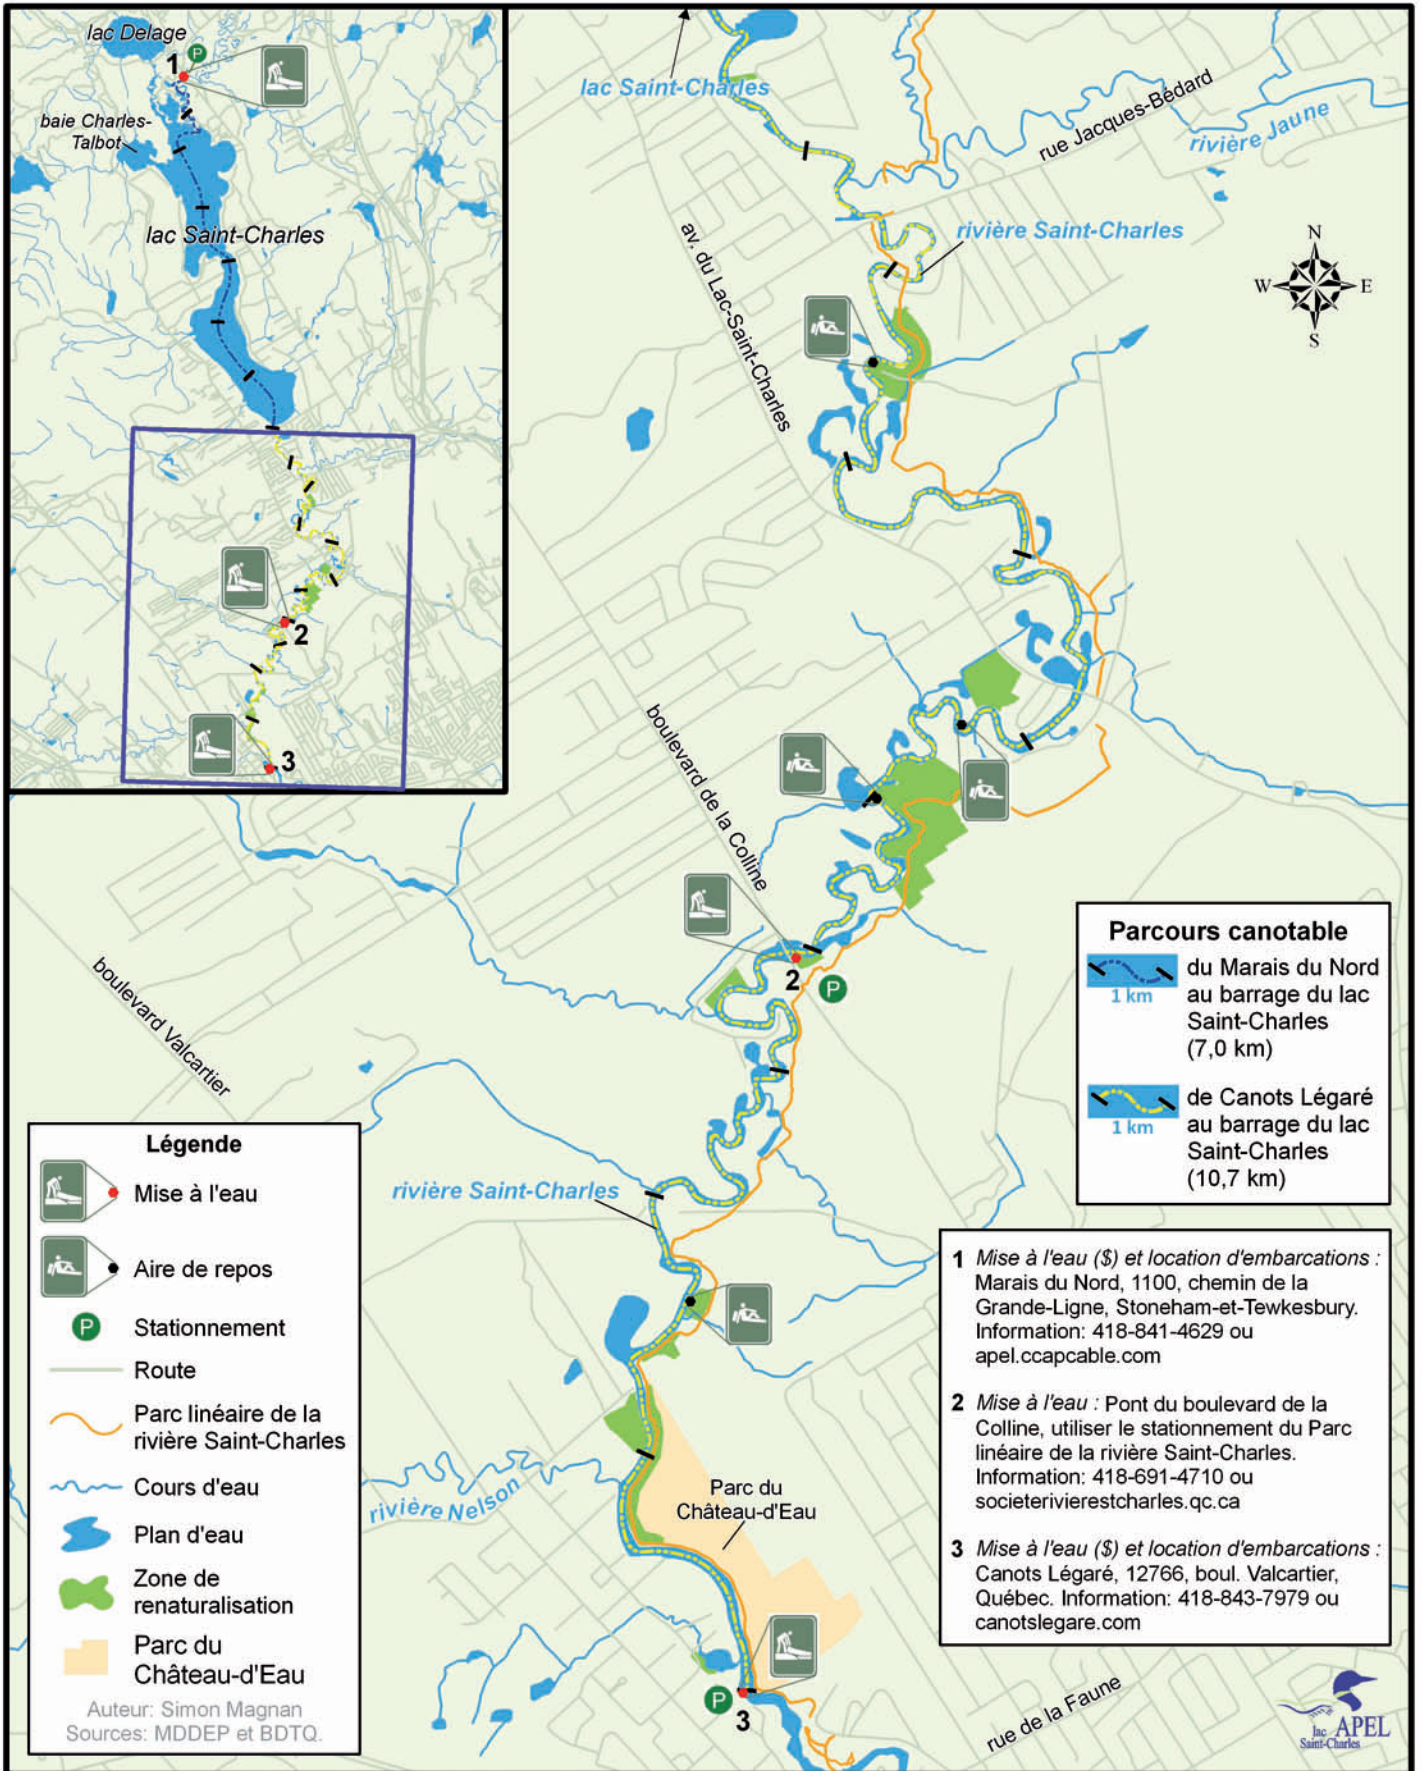 lac Delage
P
1
baie Charles-
Talbot
lac Saint-Charles
2
3
lac Saint-Charles
rue Jacques-Bédard
rivière Jaune
rivière Saint-Charles
av. du Lac-Saint-Charles
N
W
E
S
boulevard de la Colline
2
P
boulevard Valcartier
rivière Saint-Charles
rivière Nelson
Parc du
Château-d'Eau
P
3
rue de la Faune
Parcours canotable
1 km
du Marais du Nord
au barrage du lac
Saint-Charles
(7,0 km)
1 km
de Canots Légaré
au barrage du lac
Saint-Charles
(10,7 km)
1 Mise à l'eau ($) et location d'embarcations :
Marais du Nord, 1100, chemin de la
Grande-Ligne, Stoneham-et-Tewkesbury.
Information: 418-841-4629 ou
apel.ccapcable.com
2 Mise à l'eau : Pont du boulevard de la
Colline, utiliser le stationnement du Parc
linéaire de la rivière Saint-Charles.
Information: 418-691-4710 ou
societerivierestcharles.qc.ca
3 Mise à l'eau ($) et location d'embarcations :
Canots Légaré, 12766, boul. Valcartier,
Québec. Information: 418-843-7979 ou
canotslegare.com
Légende
Mise à l'eau
Aire de repos
P Stationnement
Route
Parc linéaire de la
rivière Saint-Charles
Cours d'eau
Plan d'eau
Zone de
renaturalisation
Parc du
Château-d'Eau
Auteur: Simon Magnan
Sources: MDDEP et BDTQ.
lac APEL
Saint-Charles